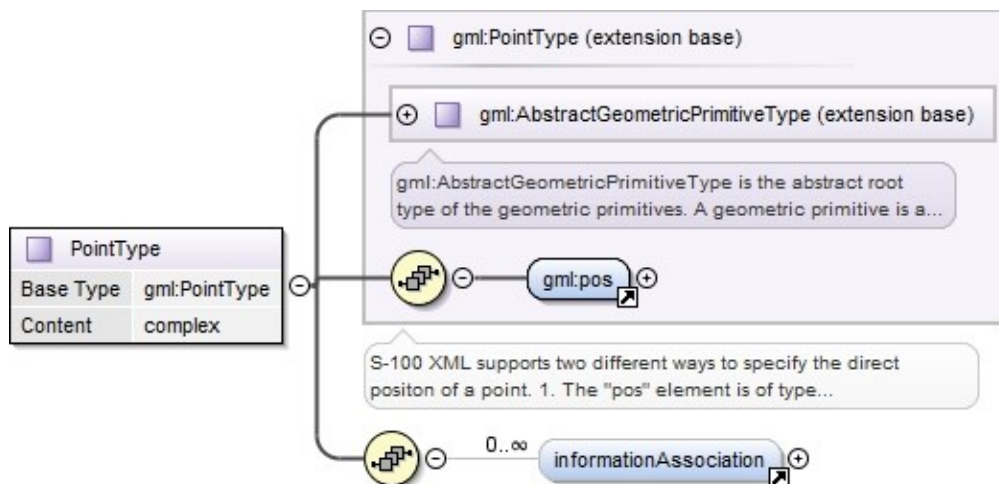 gml:PointType (extension base)
gml:AbstractGeometricPrimitiveType (extension base)
gml:AbstractGeometricPrimitiveType is the abstract root
type of the geometric primitives. A geometric primitive is a...
PointType
Base Type gml:PointType
Content complex
gml:pos
S-100 XML supports two different ways to specify the direct
positon of a point. 1. The "pos" element is of type...
0..∞
informationAssociation